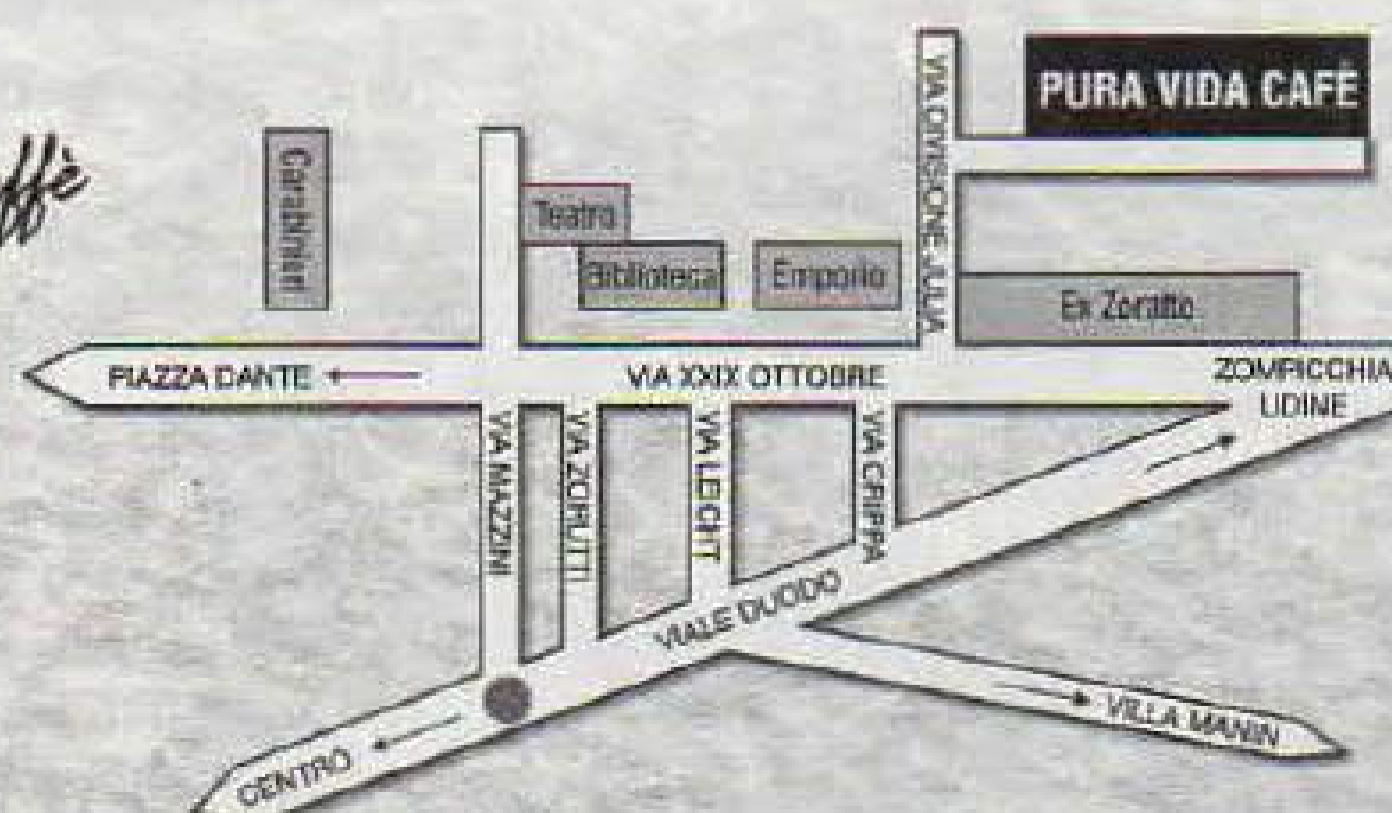 PURA VIDA CAFÈ
VIA DIVISIONE JULIA
Carabinieri
Teatro
Biblioteca
Emporio
Ex Zoratto
PIAZZA DANTE
VIA XXIX OTTOBRE
ZOMPICCHIA
UDINE
VIA MAZZINI
VIA ZORUTTI
VIA LEICHT
VIA CRIPPA
VIALE DUODO
VILLA MANIN
CENTRO